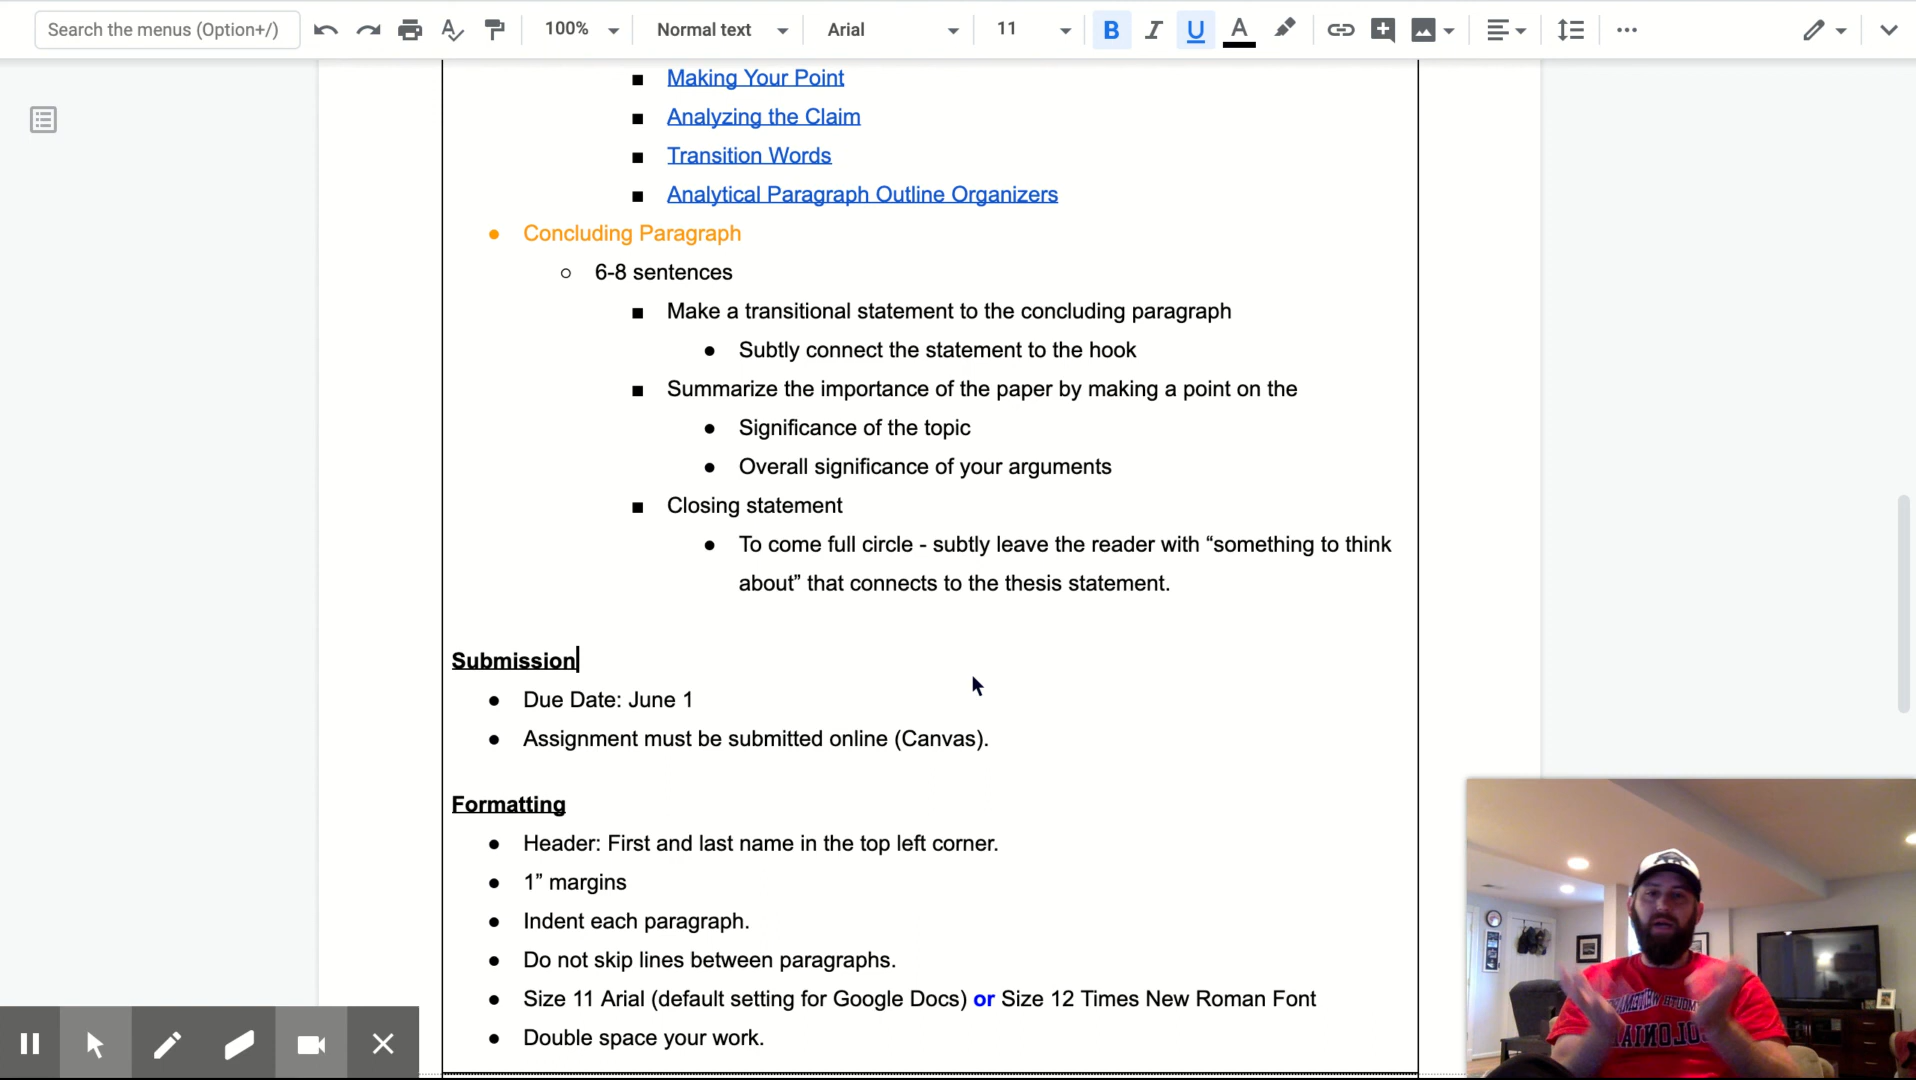 Search the menus (Option+/)
100%
Normal text
Arial
11
B
I
U
A
Making Your Point
Analyzing the Claim
Transition Words
Analytical Paragraph Outline Organizers
Concluding Paragraph
6-8 sentences
Make a transitional statement to the concluding paragraph
Subtly connect the statement to the hook
Summarize the importance of the paper by making a point on the
Significance of the topic
Overall significance of your arguments
Closing statement
To come full circle - subtly leave the reader with “something to think
about” that connects to the thesis statement.
Submission
Due Date: June 1
Assignment must be submitted online (Canvas).
Formatting
Header: First and last name in the top left corner.
1” margins
Indent each paragraph.
Do not skip lines between paragraphs.
Size 11 Arial (default setting for Google Docs) or Size 12 Times New Roman Font
Double space your work.